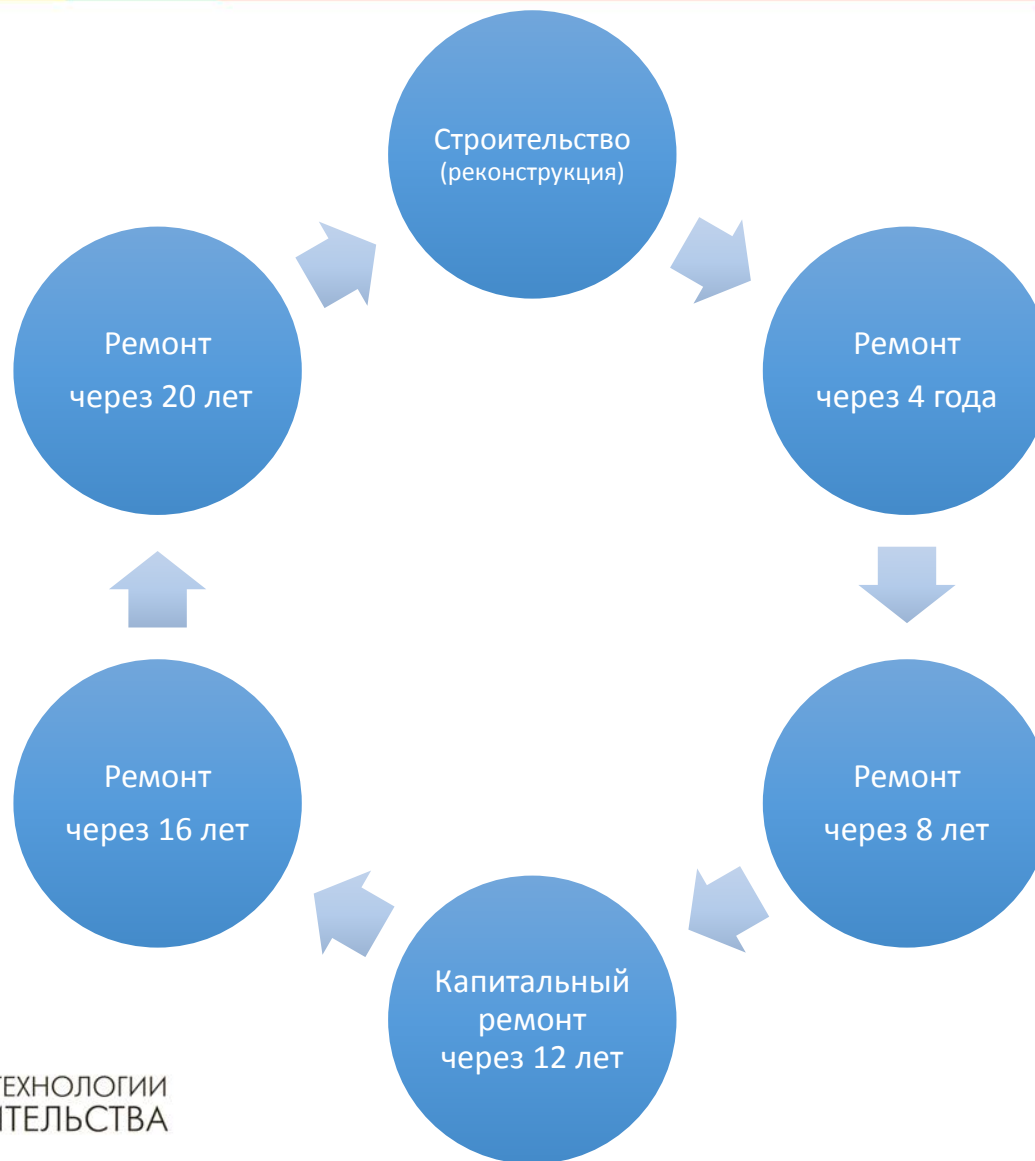 Строительство
(реконструкция)
Ремонт
через 4 года
Ремонт
через 8 лет
Капитальный
ремонт
через 12 лет
Ремонт
через 16 лет
Ремонт
через 20 лет
ТЕХНОЛОГИИ